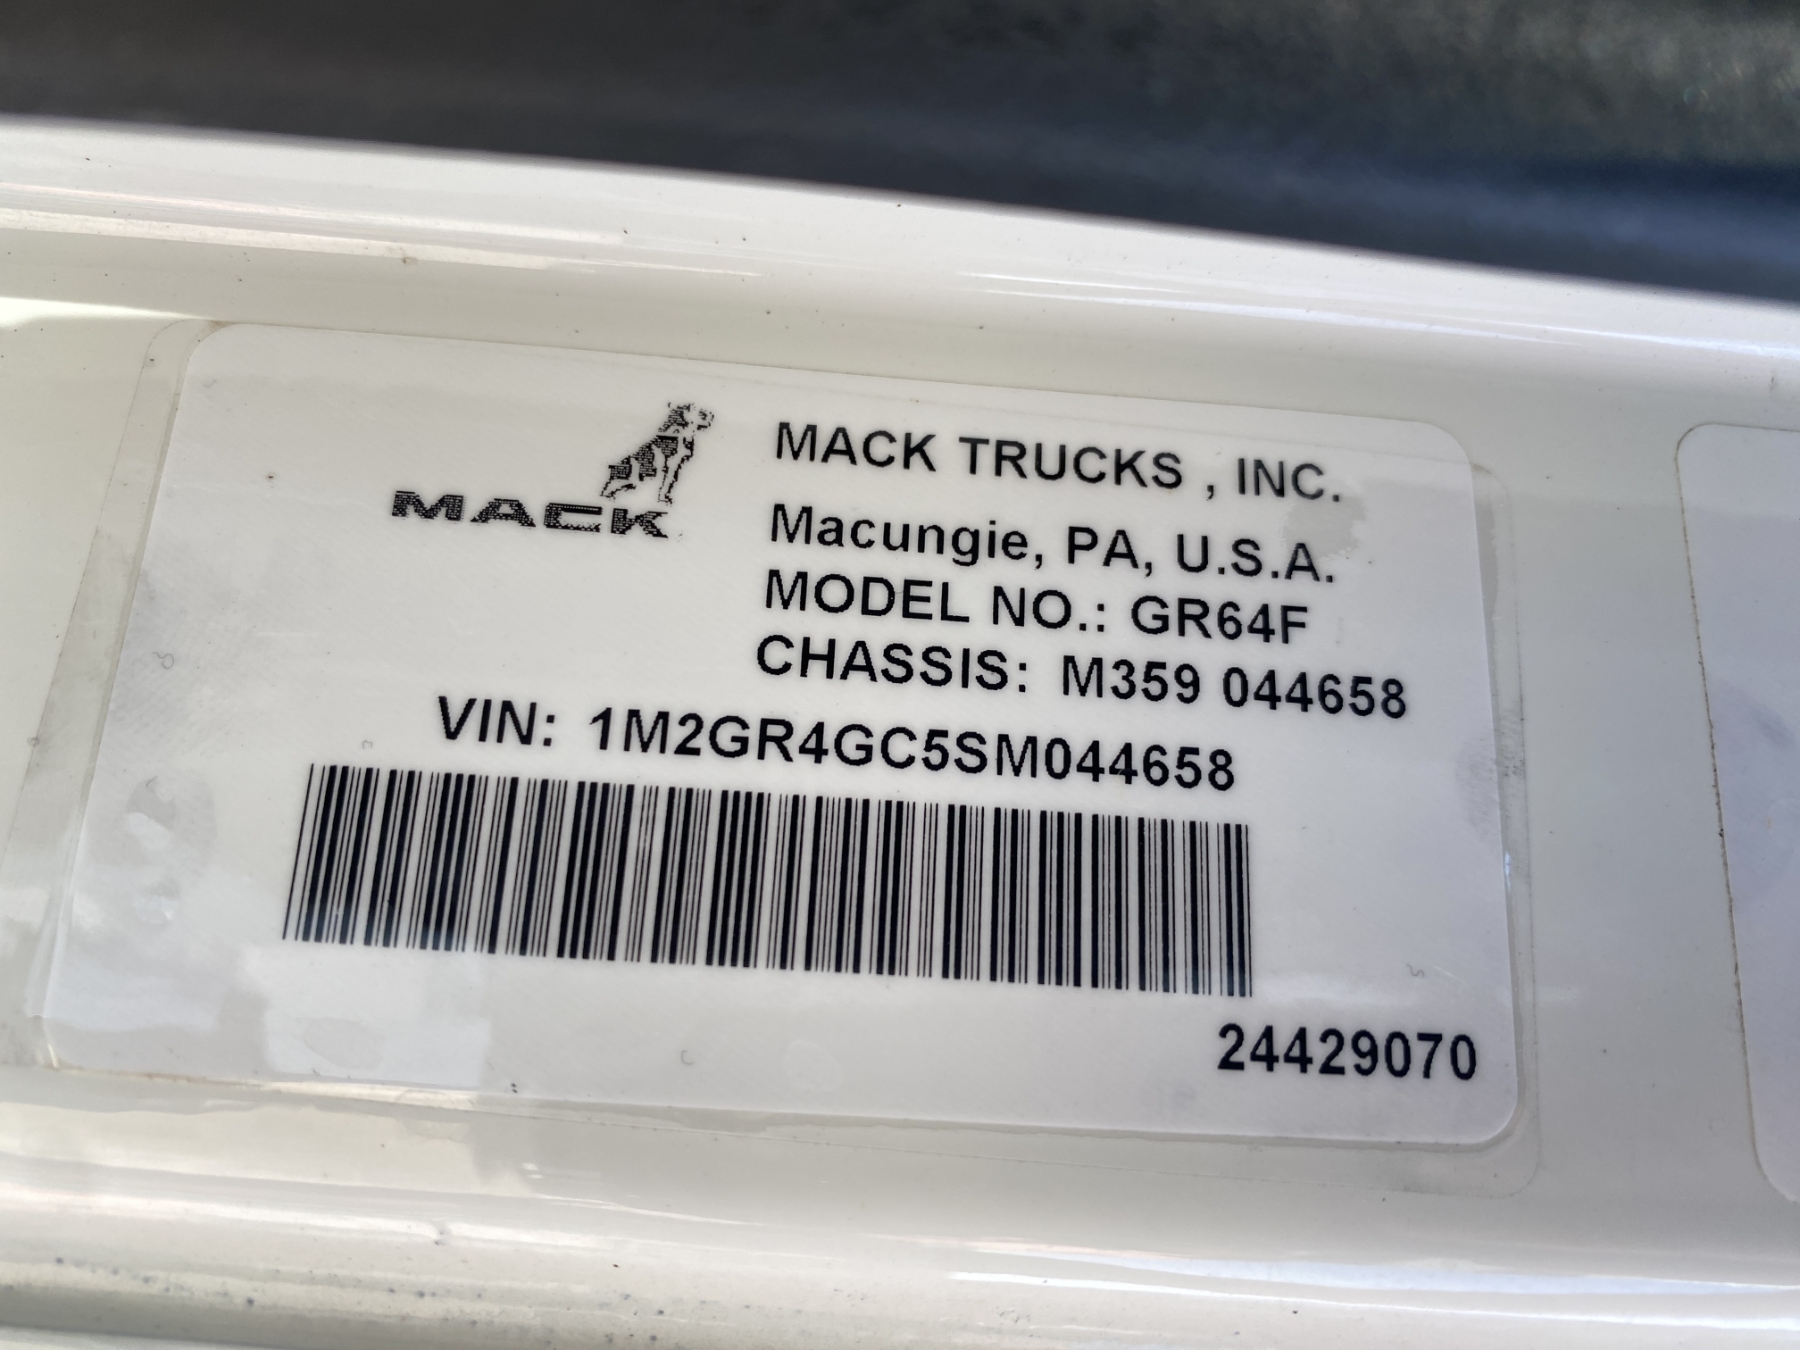 MACK
MACK TRUCKS , INC.
Macungie, PA, U.S.A.
MODEL NO.: GR64F
CHASSIS: M359 044658
VIN: 1M2GR4GC5SM044658
24429070